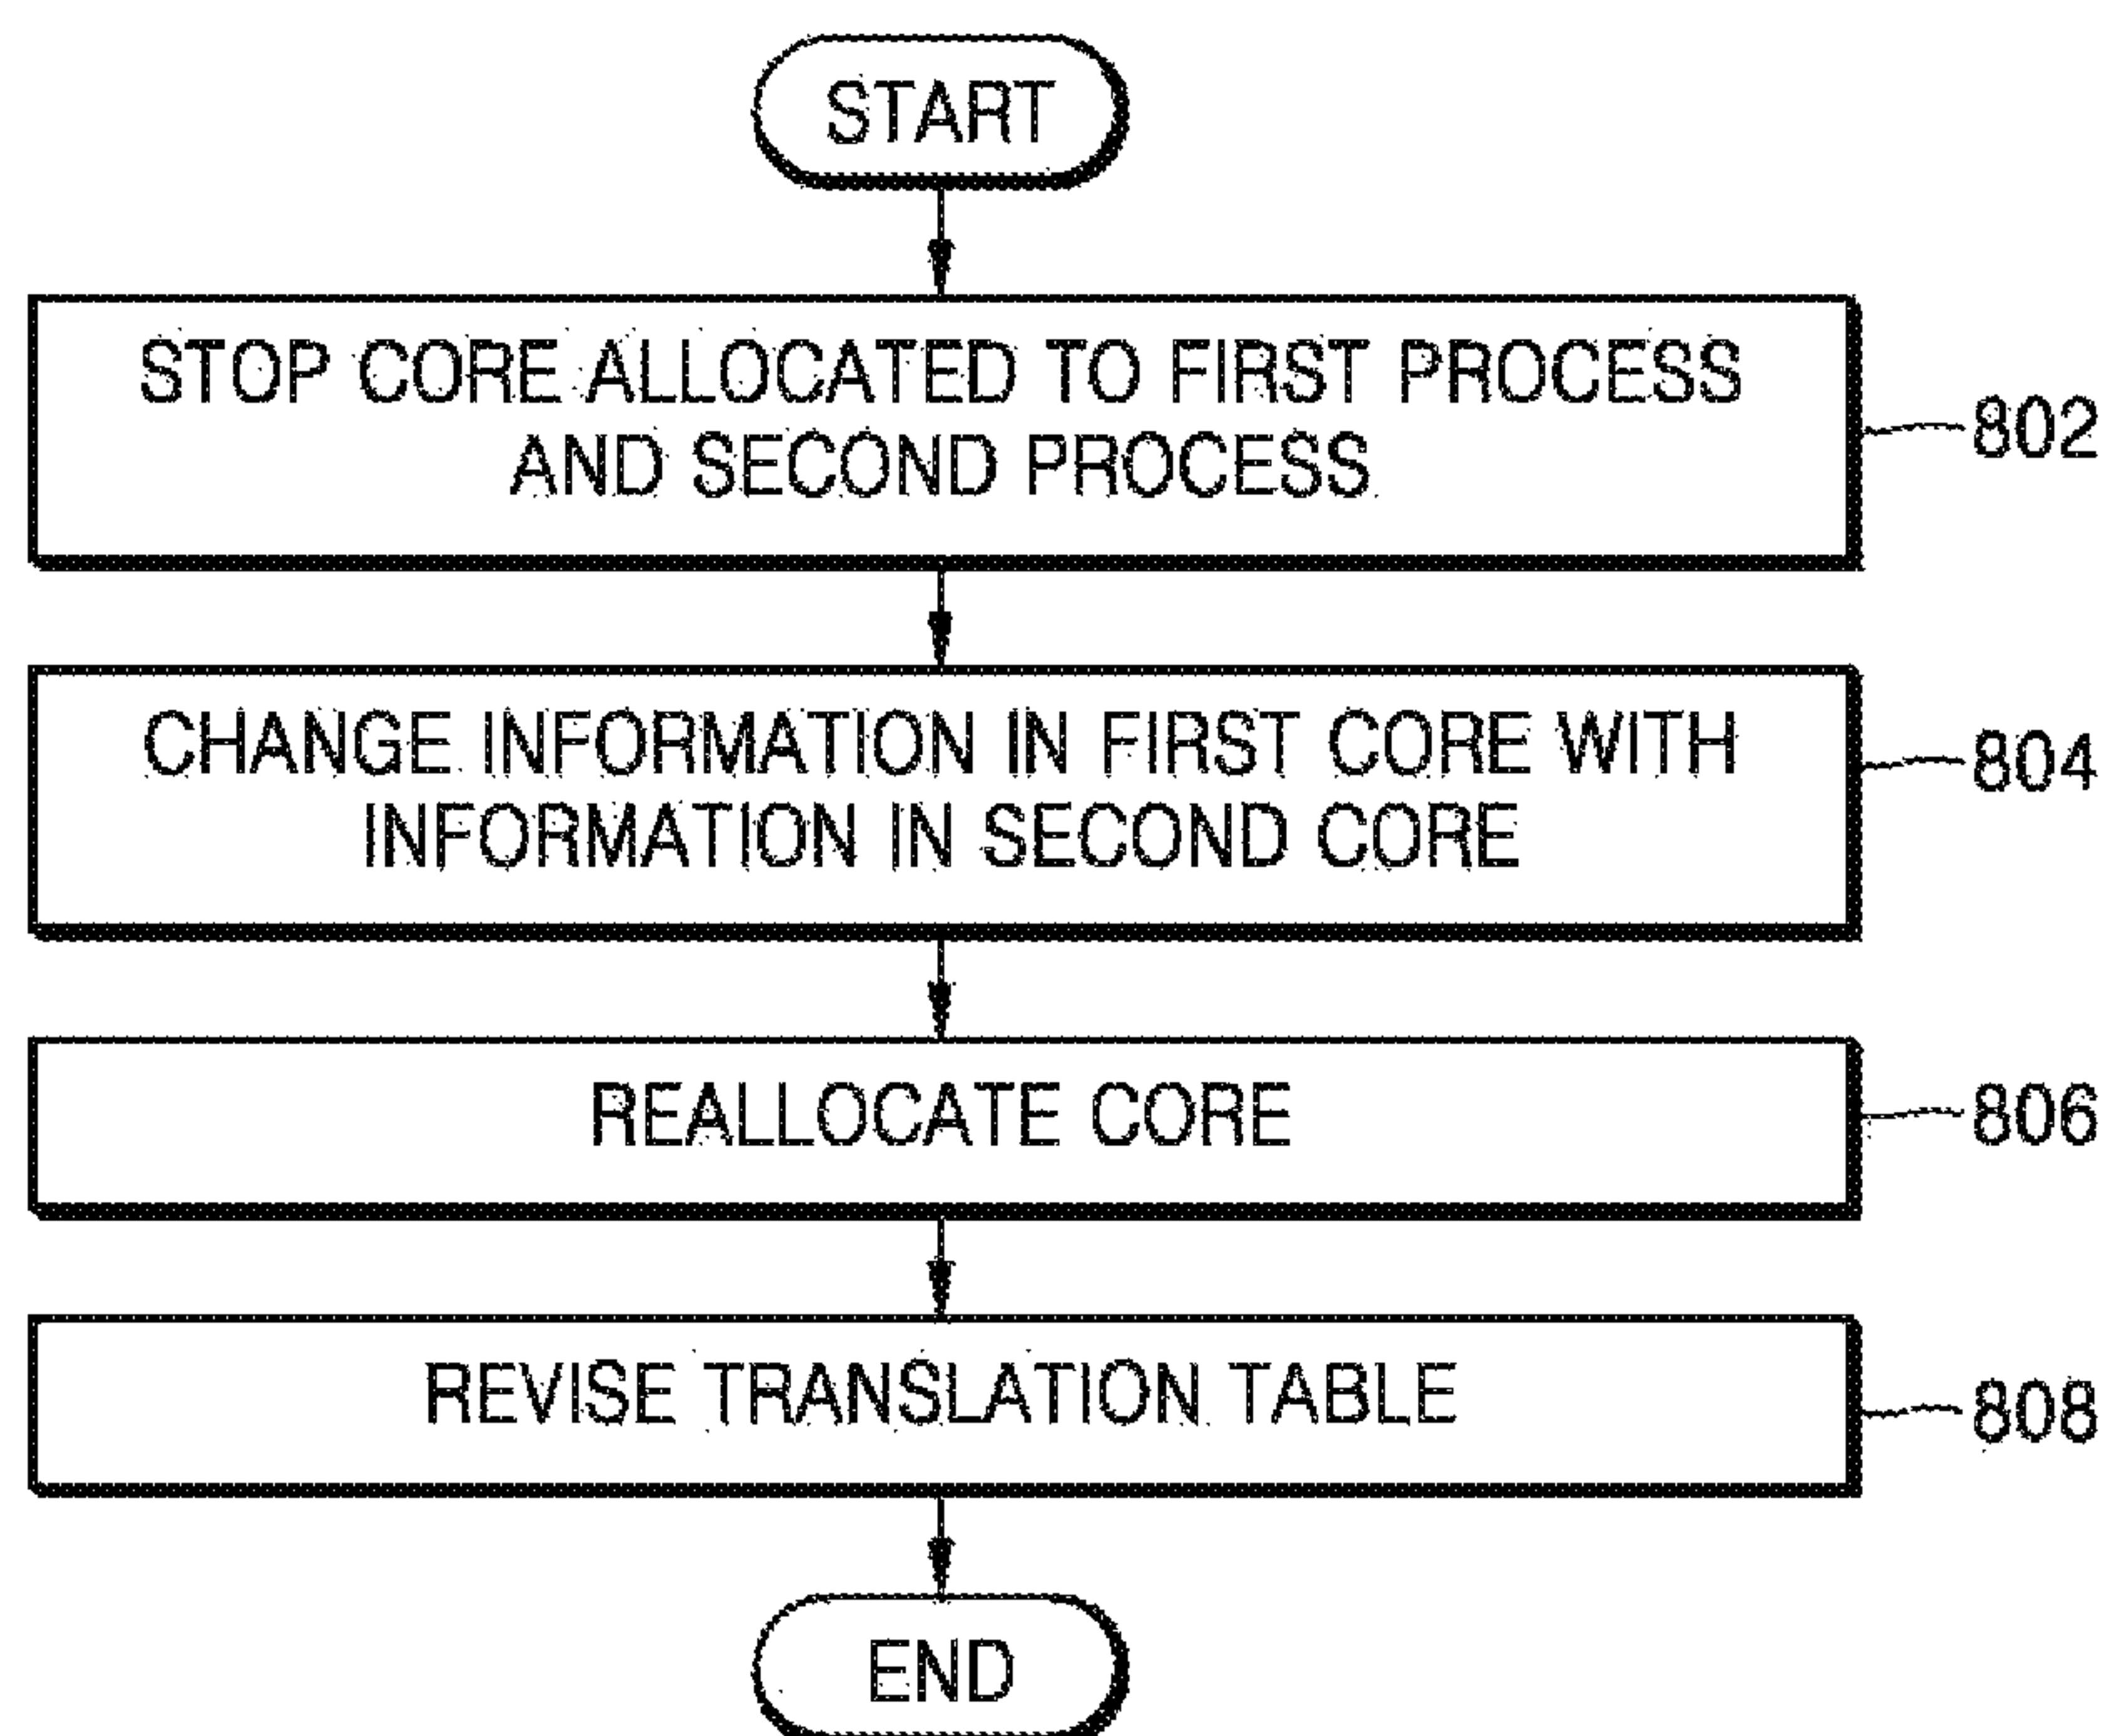 START
STOP CORE ALLOCATED TO FIRST PROCESS
AND SECOND PROCESS
802
CHANGE INFORMATION IN FIRST CORE WITH
INFORMATION IN SECOND CORE
804
REALLOCATE CORE
806
REVISE TRANSLATION TABLE
808
END